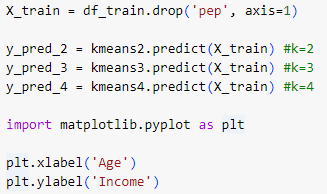 X_train = df_train.drop('pep', axis=1)
y_pred_2 = kmeans2.predict(X_train) #k=2
y_pred_3 = kmeans3.predict(X_train) #k=3
y_pred_4 = kmeans4.predict(X_train) #k=4
import matplotlib.pyplot as plt
plt.xlabel('Age')
plt.ylabel('Income')